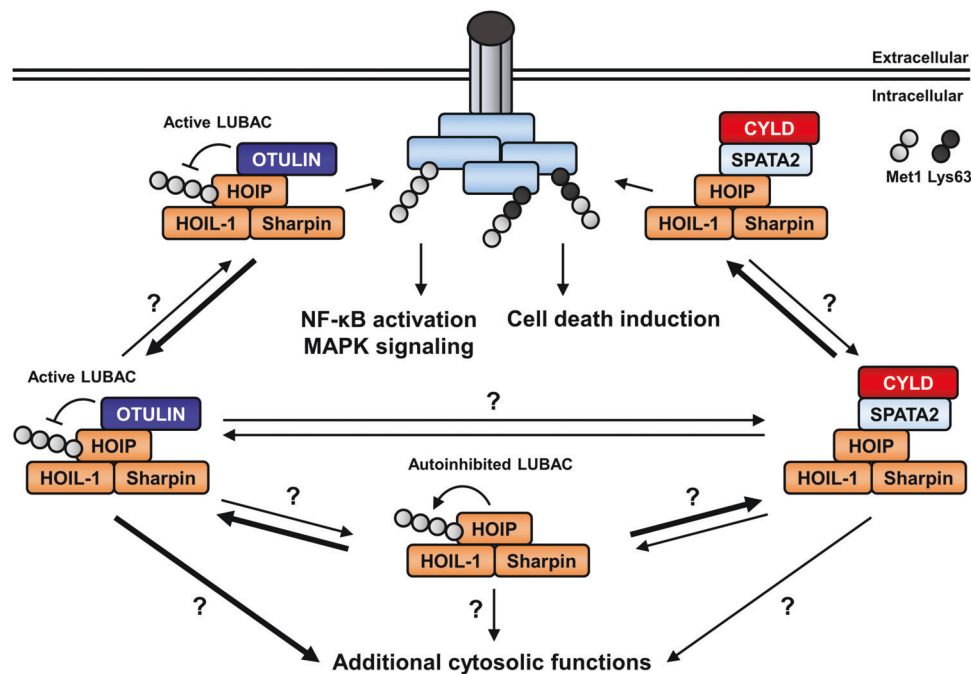 Extracellular
Intracellular
Active LUBAC
OTULIN
HOIP
HOIL-1 Sharpin
CYLD
SPATA2
HOIP
HOIL-1 Sharpin
Met1 Lys63
?
?
NF-κB activation
MAPK signaling
Cell death induction
Active LUBAC
OTULIN
HOIP
HOIL-1 Sharpin
?
CYLD
SPATA2
HOIP
HOIL-1 Sharpin
Autoinhibited LUBAC
HOIP
HOIL-1 Sharpin
?
?
?
?
?
Additional cytosolic functions